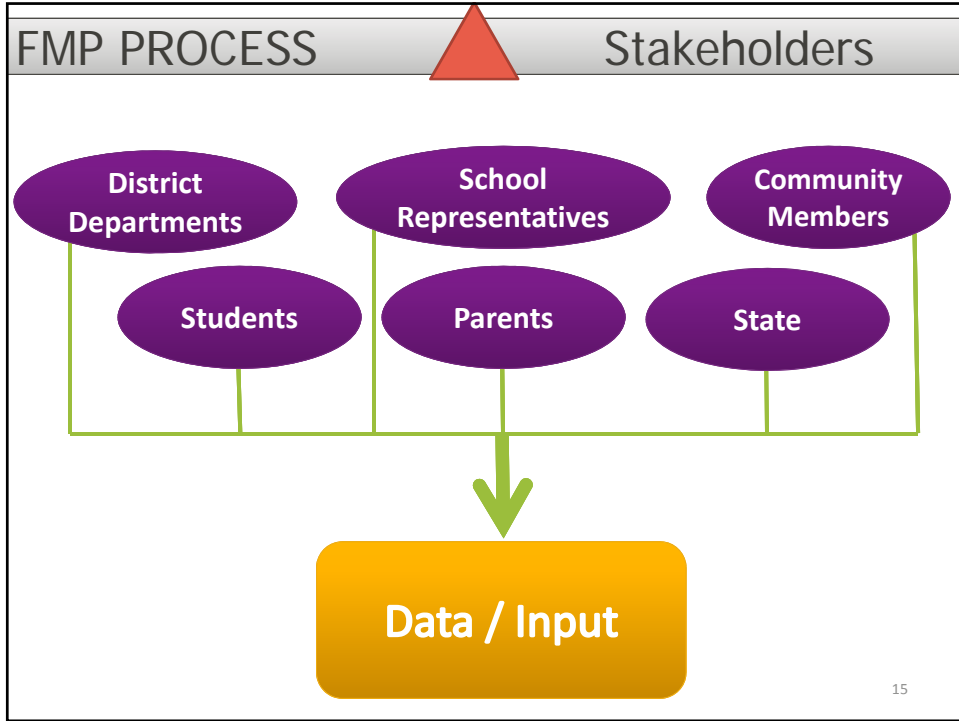 FMP PROCESS Stakeholders
District
Departments
School
Representatives
Community
Members
Students
Parents
State
Data / Input
15